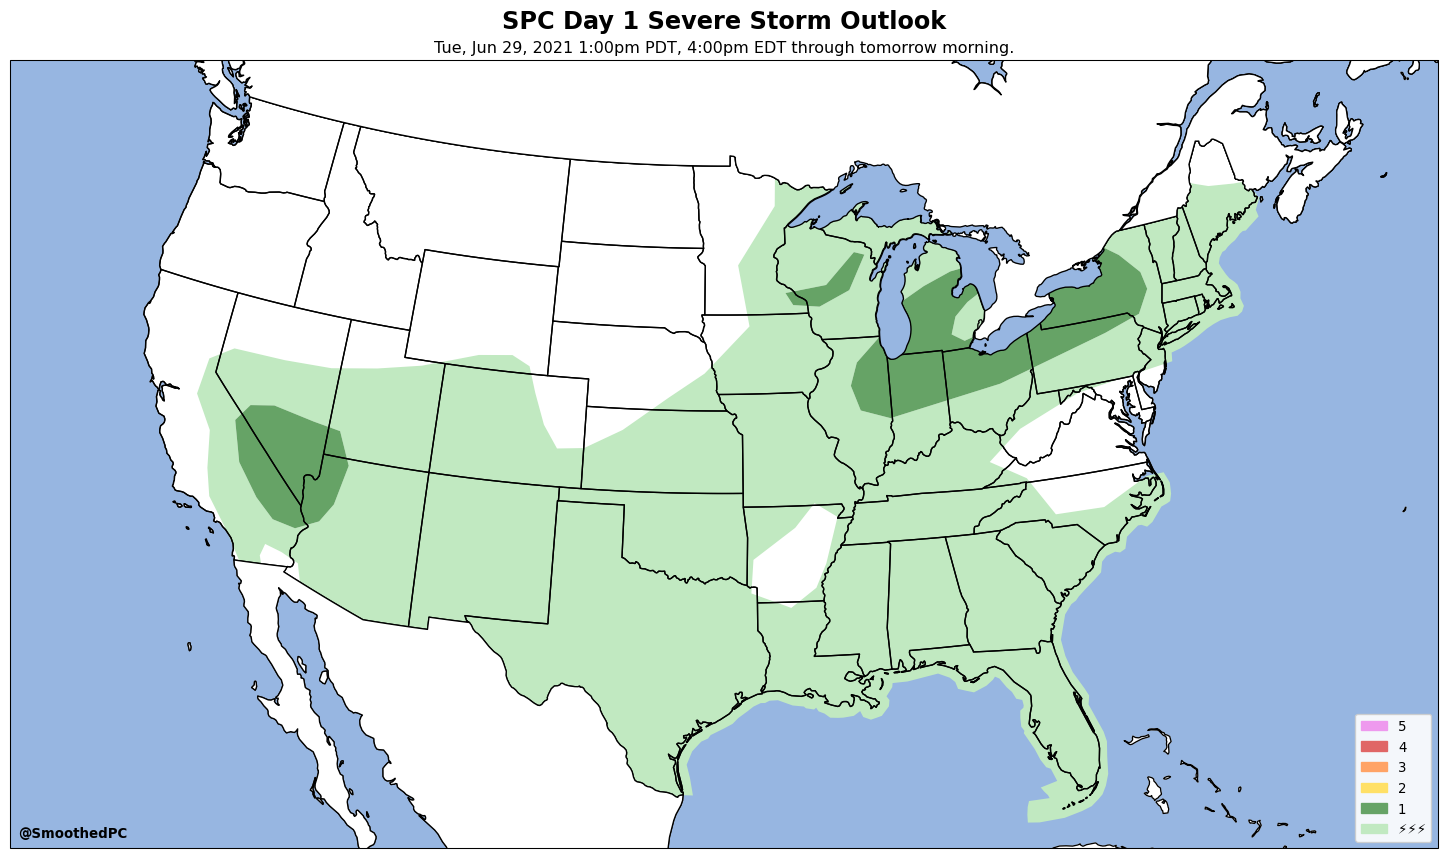 SPC Day 1 Severe Storm Outlook
Tue, Jun 29, 2021 1:00pm PDT, 4:00pm EDT through tomorrow morning.
5
4
3
2
1
⚡⚡⚡
@SmoothedPC